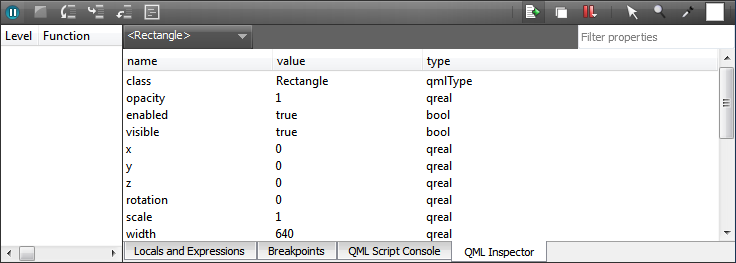 Level Function <Rectangle> Filter properties
name value type
class Rectangle qmlType
opacity 1 qreal
enabled true bool
visible true bool
x 0 qreal
y 0 qreal
z 0 qreal
rotation 0 qreal
scale 1 qreal
width 640 qreal
Locals and Expressions Breakpoints QML Script Console QML Inspector